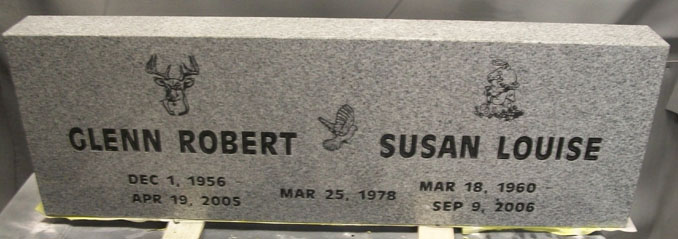 GLENN ROBERT
DEC 1, 1956
APR 19, 2005
MAR 25, 1978
SUSAN LOUISE
MAR 18, 1960
SEP 9, 2006